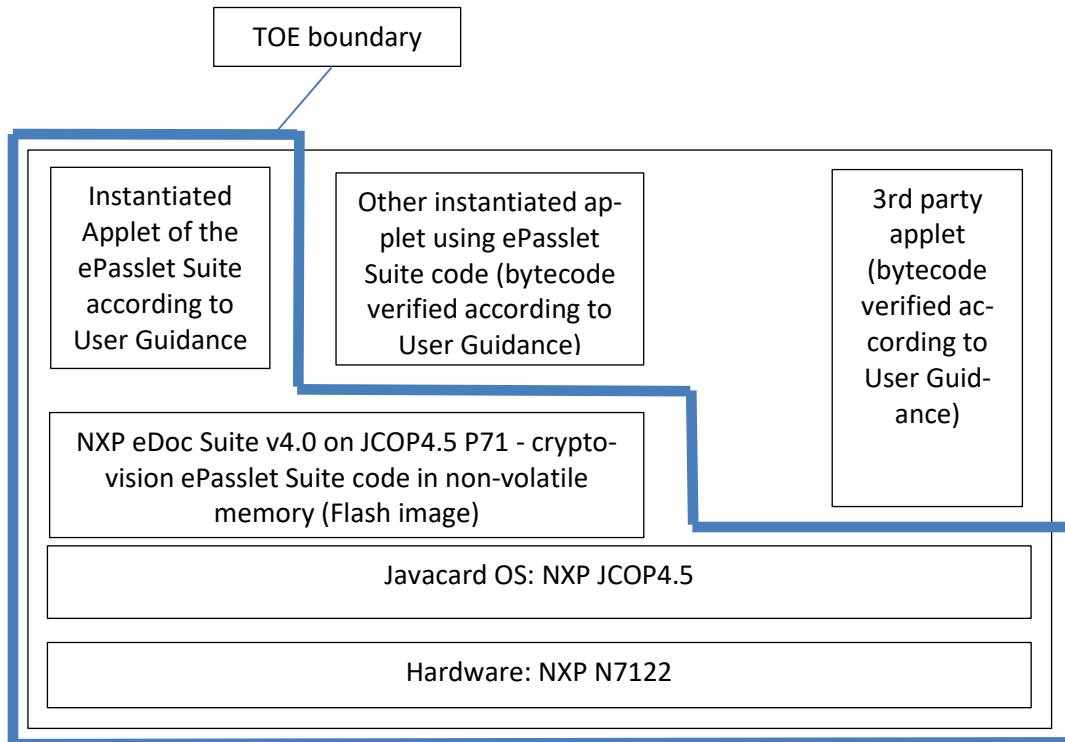 TOE boundary
Instantiated
Applet of the
ePasslet Suite
according to
User Guidance
Other instantiated ap-
plet using ePasslet
Suite code (bytecode
verified according to
User Guidance)
3rd party
applet
(bytecode
verified ac-
cording to
User Guid-
ance)
NXP eDoc Suite v4.0 on JCOP4.5 P71 - crypto-
vision ePasslet Suite code in non-volatile
memory (Flash image)
Javacard OS: NXP JCOP4.5
Hardware: NXP N7122